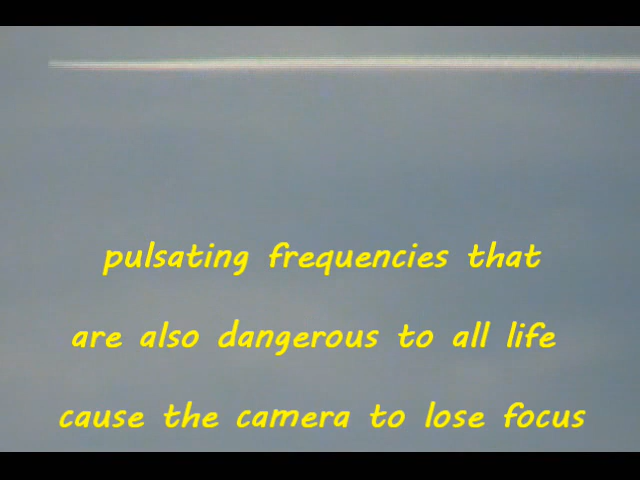 pulsating frequencies that
are also dangerous to all life
cause the camera to lose focus